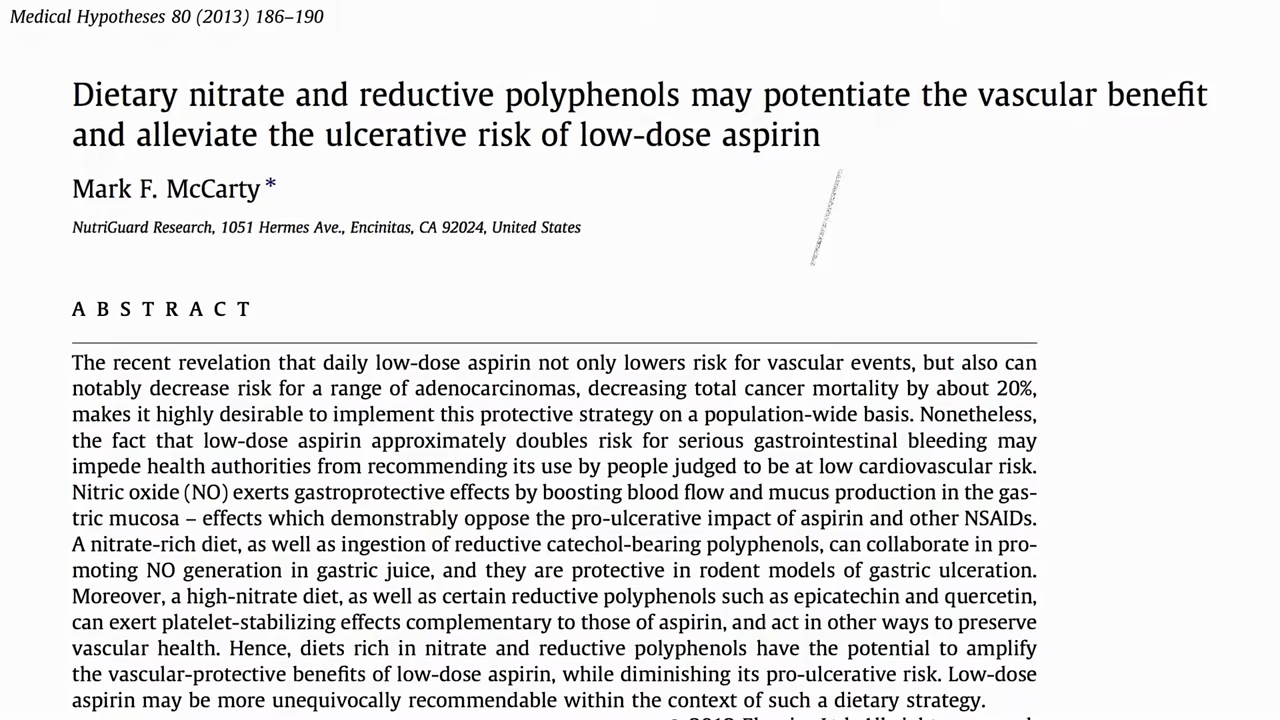 Medical Hypotheses 80 (2013) 186–190
Dietary nitrate and reductive polyphenols may potentiate the vascular benefit
and alleviate the ulcerative risk of low-dose aspirin
Mark F. McCarty *
NutriGuard Research, 1051 Hermes Ave., Encinitas, CA 92024, United States
A B S T R A C T
The recent revelation that daily low-dose aspirin not only lowers risk for vascular events, but also can
notably decrease risk for a range of adenocarcinomas, decreasing total cancer mortality by about 20%,
makes it highly desirable to implement this protective strategy on a population-wide basis. Nonetheless,
the fact that low-dose aspirin approximately doubles risk for serious gastrointestinal bleeding may
impede health authorities from recommending its use by people judged to be at low cardiovascular risk.
Nitric oxide (NO) exerts gastroprotective effects by boosting blood flow and mucus production in the gas-
tric mucosa – effects which demonstrably oppose the pro-ulcerative impact of aspirin and other NSAIDs.
A nitrate-rich diet, as well as ingestion of reductive catechol-bearing polyphenols, can collaborate in pro-
moting NO generation in gastric juice, and they are protective in rodent models of gastric ulceration.
Moreover, a high-nitrate diet, as well as certain reductive polyphenols such as epicatechin and quercetin,
can exert platelet-stabilizing effects complementary to those of aspirin, and act in other ways to preserve
vascular health. Hence, diets rich in nitrate and reductive polyphenols have the potential to amplify
the vascular-protective benefits of low-dose aspirin, while diminishing its pro-ulcerative risk. Low-dose
aspirin may be more unequivocally recommendable within the context of such a dietary strategy.